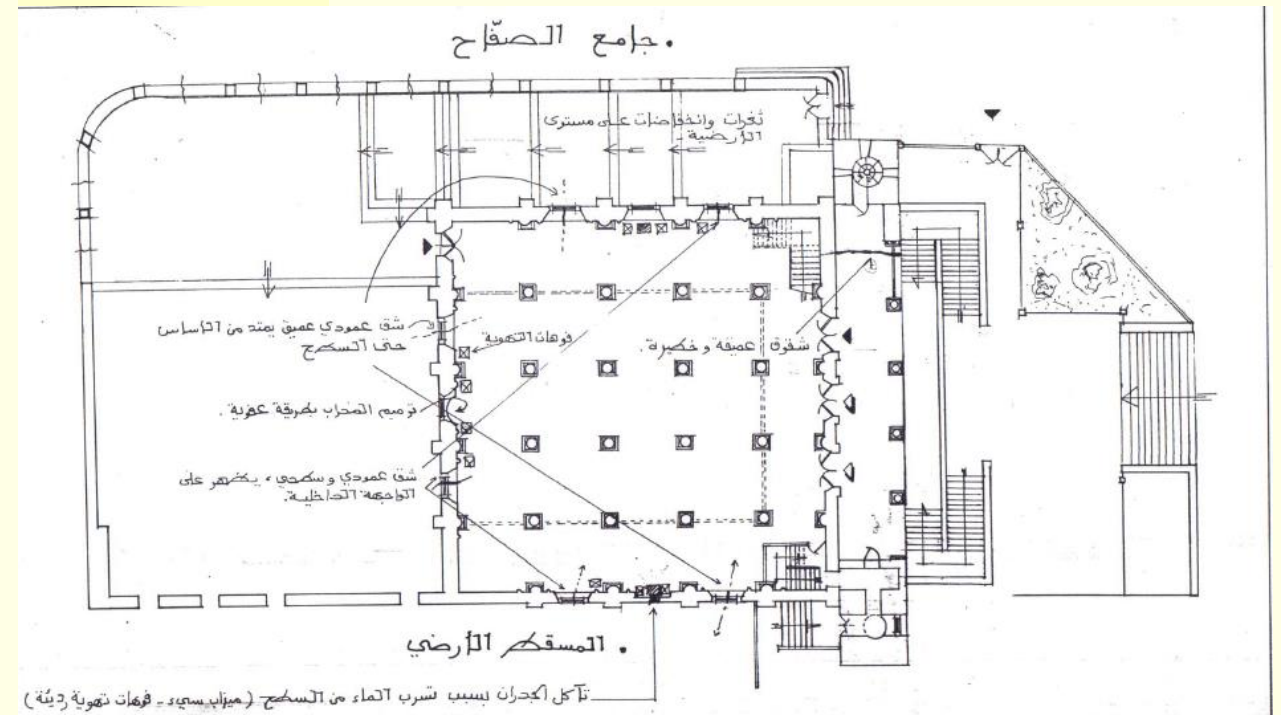 جامع الصفّاح.
ثغرات وانخفاضات على مستوى
الأرضية.
شق عمودي عميق يمتد من الأساس
حتى السطح
فوهات التهوية
شقوق عميقة و خطيرة.
ترميم المحراب بطريقة عفوية.
شق عمودي وسطحي، يظهر على
الواجهة الداخلية.
المسقط الأرضي.
تآكل الجدران بسبب تسرب الماء من السطح (ميزاب سيء - فوهات تهوية رديئة)